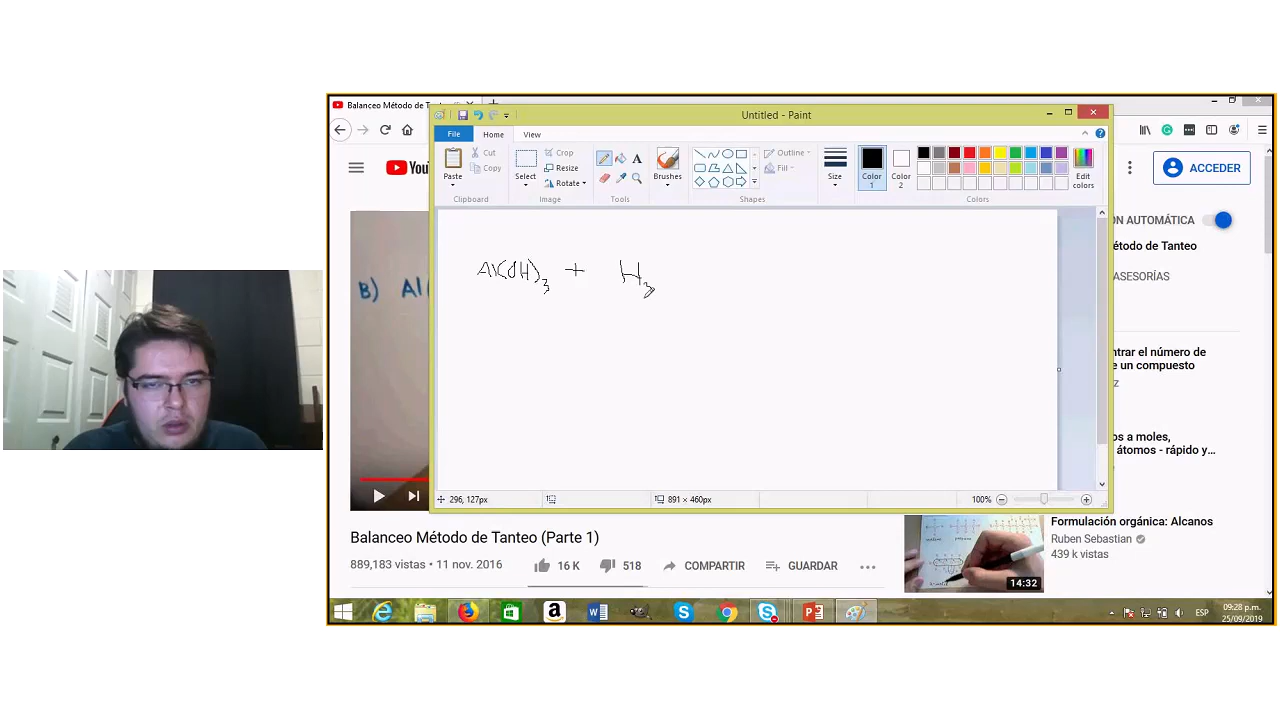 Balanceo Método de Tan
Untitled - Paint
File Home View
Cut
Copy
Paste
Clipboard
Crop
Resize
Rotate
Select
Image
A
Tools
Brushes
Outline
Fill
Shapes
Size
Color 1
Color 2
Edit colors
Colors
You
ACCEDER
ÓN AUTOMÁTICA
étodo de Tanteo
ASESORÍAS
B) Al(
Al(OH)3 + H3
trar el número de
e un compuesto
os a moles,
átomos - rápido y…
296, 127px
891 × 460px
100%
Balanceo Método de Tanteo (Parte 1)
889,183 vistas • 11 nov. 2016
16 K
518
COMPARTIR
GUARDAR
Formulación orgánica: Alcanos
Ruben Sebastian
439 k vistas
14:32
ESP
09:28 p.m.
25/09/2019